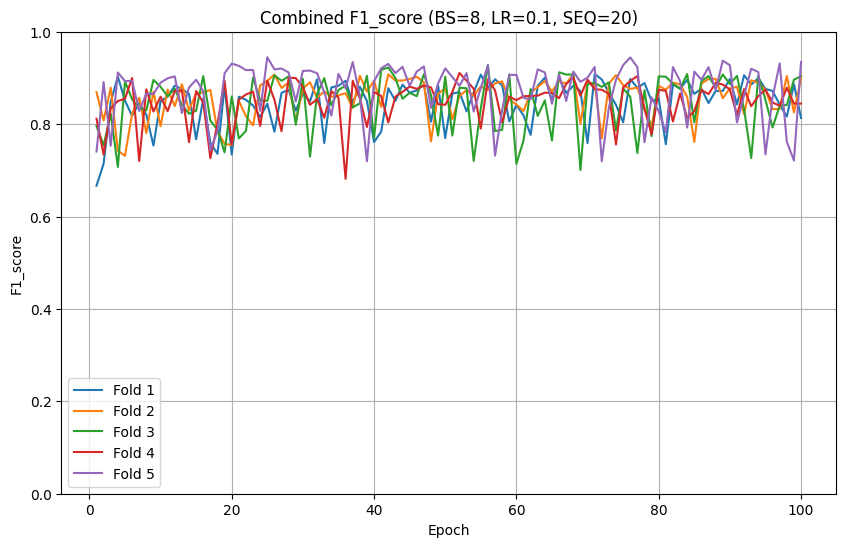 Combined F1_score (BS=8, LR=0.1, SEQ=20)
1.0
0.8
0.6
0.4
0.2
0.0
F1_score
Fold 1
Fold 2
Fold 3
Fold 4
Fold 5
0 20 40 60 80 100
Epoch